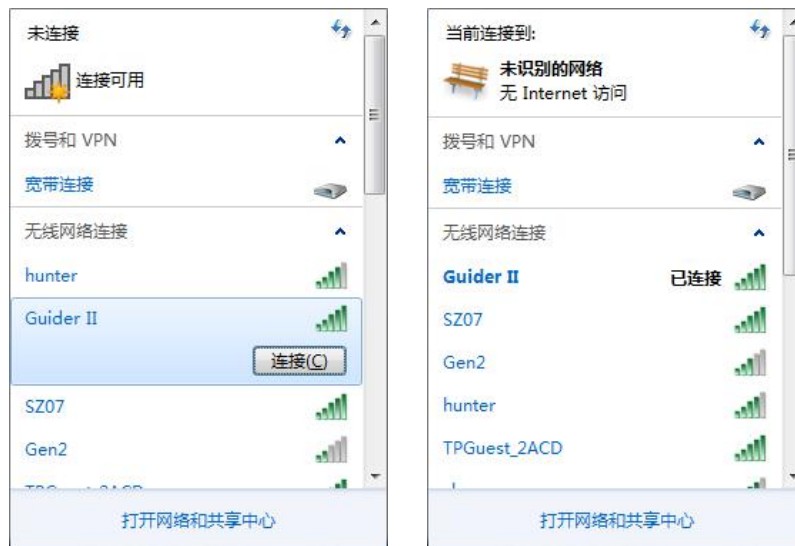 未连接
连接可用
拨号和 VPN
宽带连接
无线网络连接
hunter
Guider II
连接(C)
SZ07
Gen2
打开网络和共享中心
当前连接到:
未识别的网络
无 Internet 访问
拨号和 VPN
宽带连接
无线网络连接
Guider II 已连接
SZ07
Gen2
hunter
TPGuest_2ACD
打开网络和共享中心